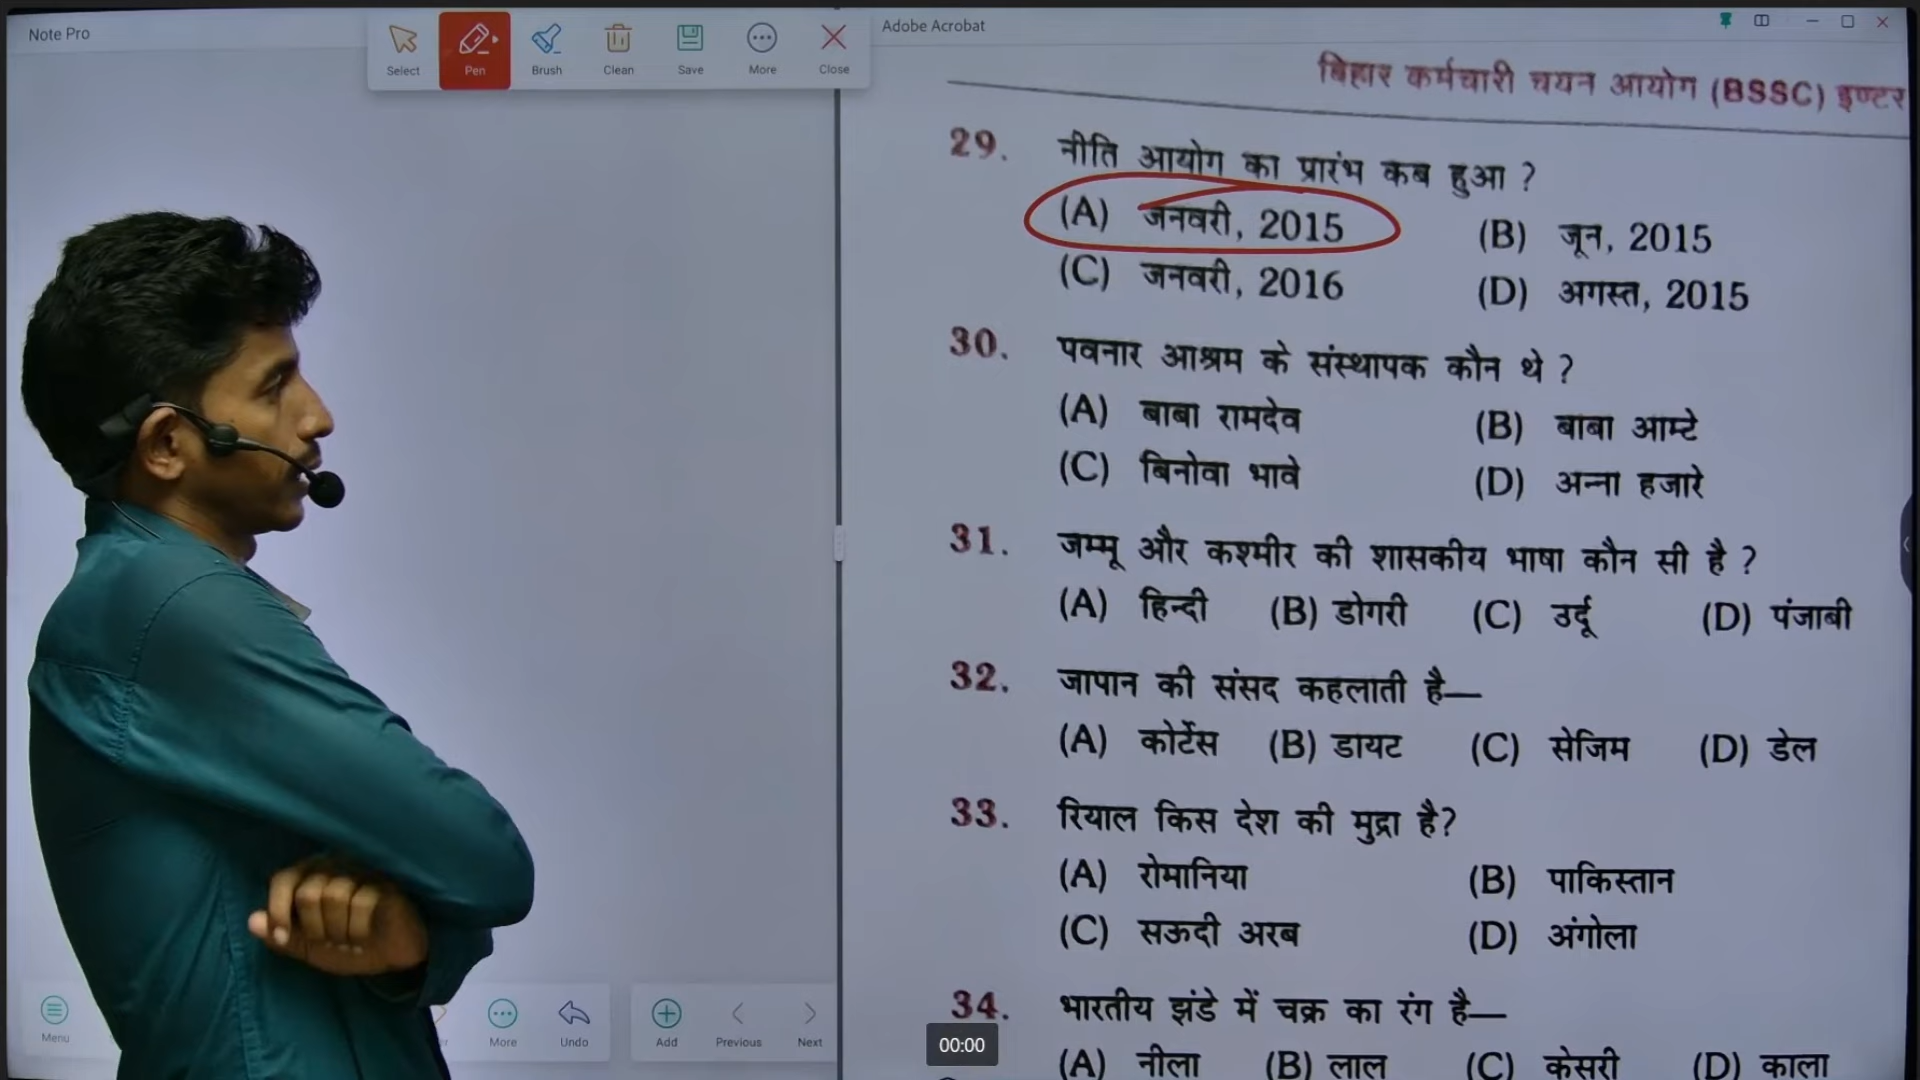 Note Pro
Select
Pen
Brush
Clean
Save
More
Close
Adobe Acrobat
बिहार कर्मचारी चयन आयोग (BSSC) इण्टर
29. नीति आयोग का प्रारंभ कब हुआ ?
(A) जनवरी, 2015 (B) जून, 2015
(C) जनवरी, 2016 (D) अगस्त, 2015
30. पवनार आश्रम के संस्थापक कौन थे ?
(A) बाबा रामदेव (B) बाबा आम्टे
(C) बिनोवा भावे (D) अन्ना हजारे
31. जम्मू और कश्मीर की शासकीय भाषा कौन सी है ?
(A) हिन्दी (B) डोगरी (C) उर्दू (D) पंजाबी
32. जापान की संसद कहलाती है—
(A) कोर्टेस (B) डायट (C) सेजिम (D) डेल
33. रियाल किस देश की मुद्रा है?
(A) रोमानिया (B) पाकिस्तान
(C) सऊदी अरब (D) अंगोला
34. भारतीय झंडे में चक्र का रंग है—
(A) नीला (B) लाल (C) केसरी (D) काला
Menu
More
Undo
Add
Previous
Next
00:00